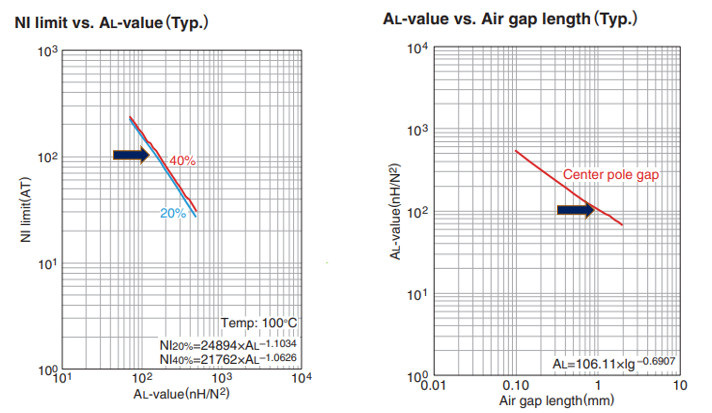 NI limit vs. AL-value (Typ.)
NI limit(AT)
10³
10²
10¹
10⁰
40%
20%
Temp: 100°C
NI20%=24894×AL−1.1034
NI40%=21762×AL−1.0626
10¹ 10² 10³ 10⁴
AL-value(nH/N²)
AL-value vs. Air gap length (Typ.)
AL-value(nH/N²)
10⁴
10³
10²
10¹
10⁰
Center pole gap
AL=106.11×lg−0.6907
0.01 0.10 1 10
Air gap length(mm)